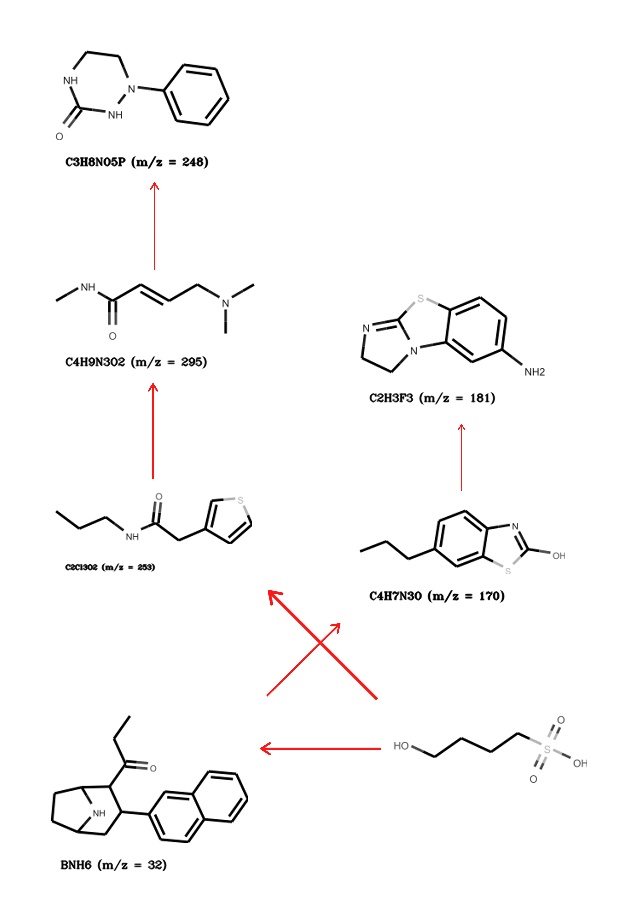 NH
N
NH
O
C3H8NO5P (m/z = 248)
NH
N
O
C4H9N3O2 (m/z = 295)
S
N
N
NH2
C2H3F3 (m/z = 181)
O
S
NH
C2Cl3O2 (m/z = 253)
N
OH
S
C4H7N3O (m/z = 170)
O
HO
S
OH
O
O
NH
BNH6 (m/z = 32)